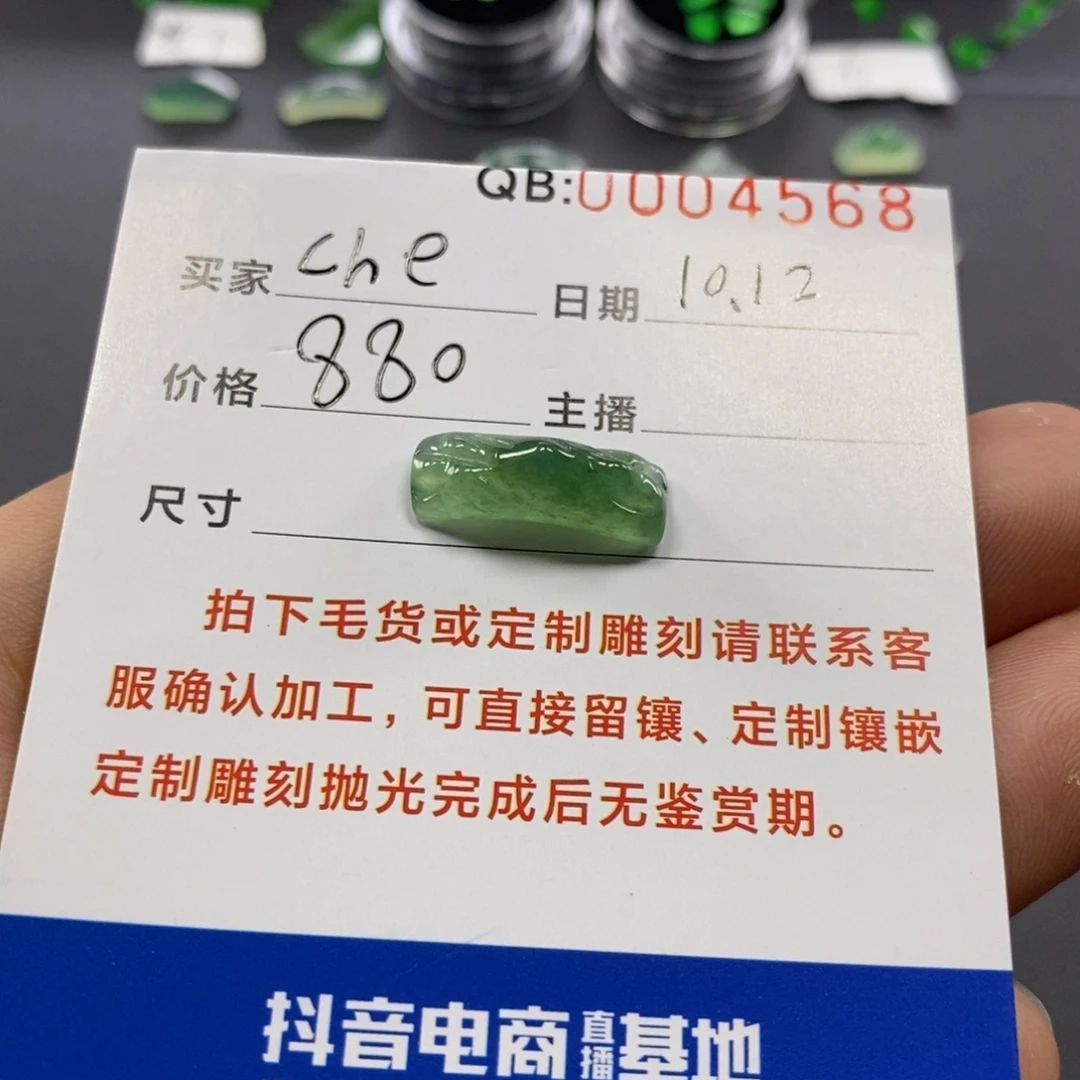 QB:0004568
买家 che 日期 10.12
价格 880 主播
尺寸
拍下毛货或定制雕刻请联系客
服确认加工，可直接留镶、定制镶嵌
定制雕刻抛光完成后无鉴赏期。
抖音电商直播基地